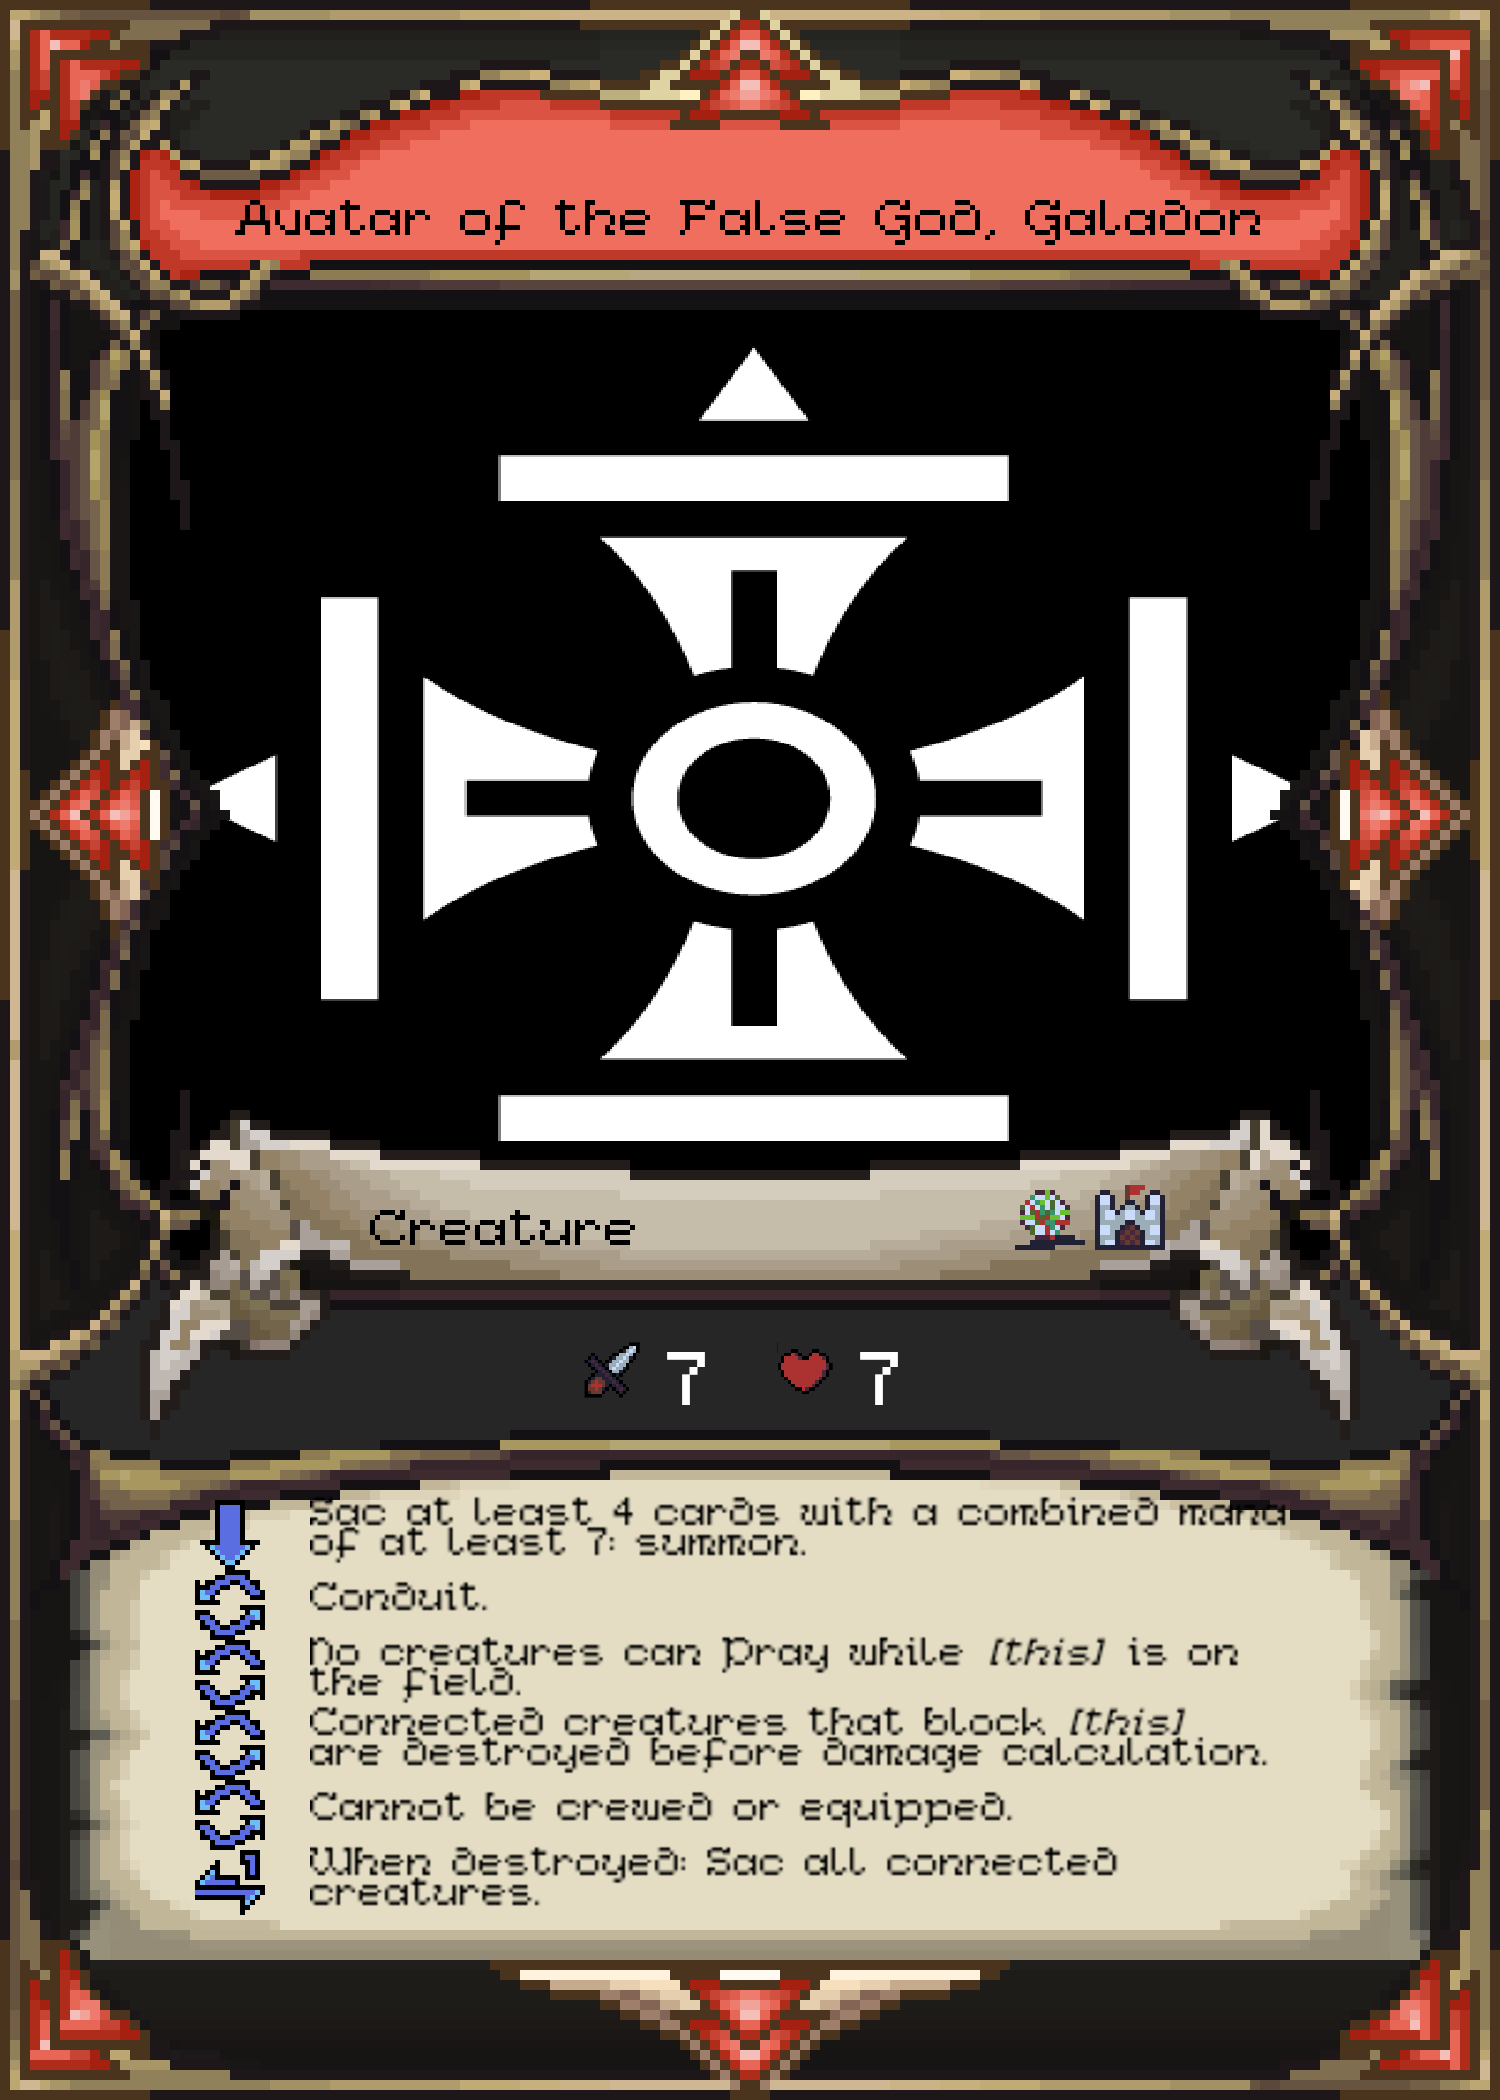 Avatar of the False God, Galadon
Creature
7 7
Sac at least 4 cards with a combined mana
of at least 7: summon.
Conduit.
No creatures can Pray while [this] is on
the field.
Connected creatures that block [this]
are destroyed before damage calculation.
Cannot be crewed or equipped.
When destroyed: Sac all connected
creatures.